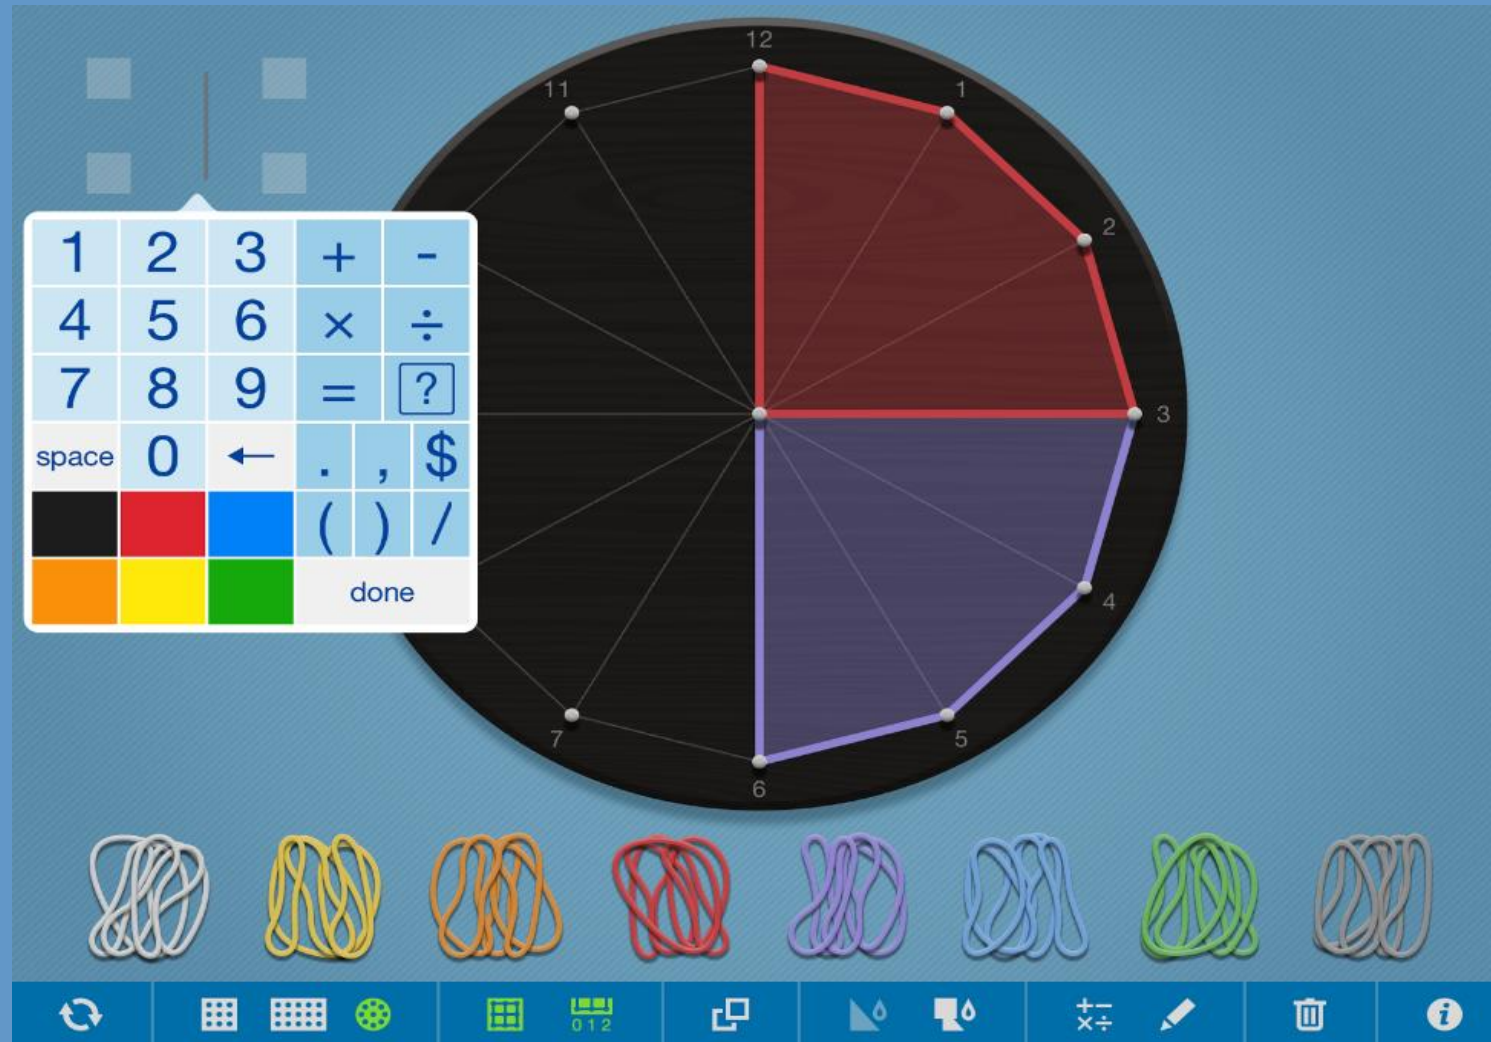 12
11
1
2
3
4
5
6
7
1 2 3 + -
4 5 6 × ÷
7 8 9 = ?
space 0 ← . , $
( ) /
done
0 1 2
+ −
× ÷
i